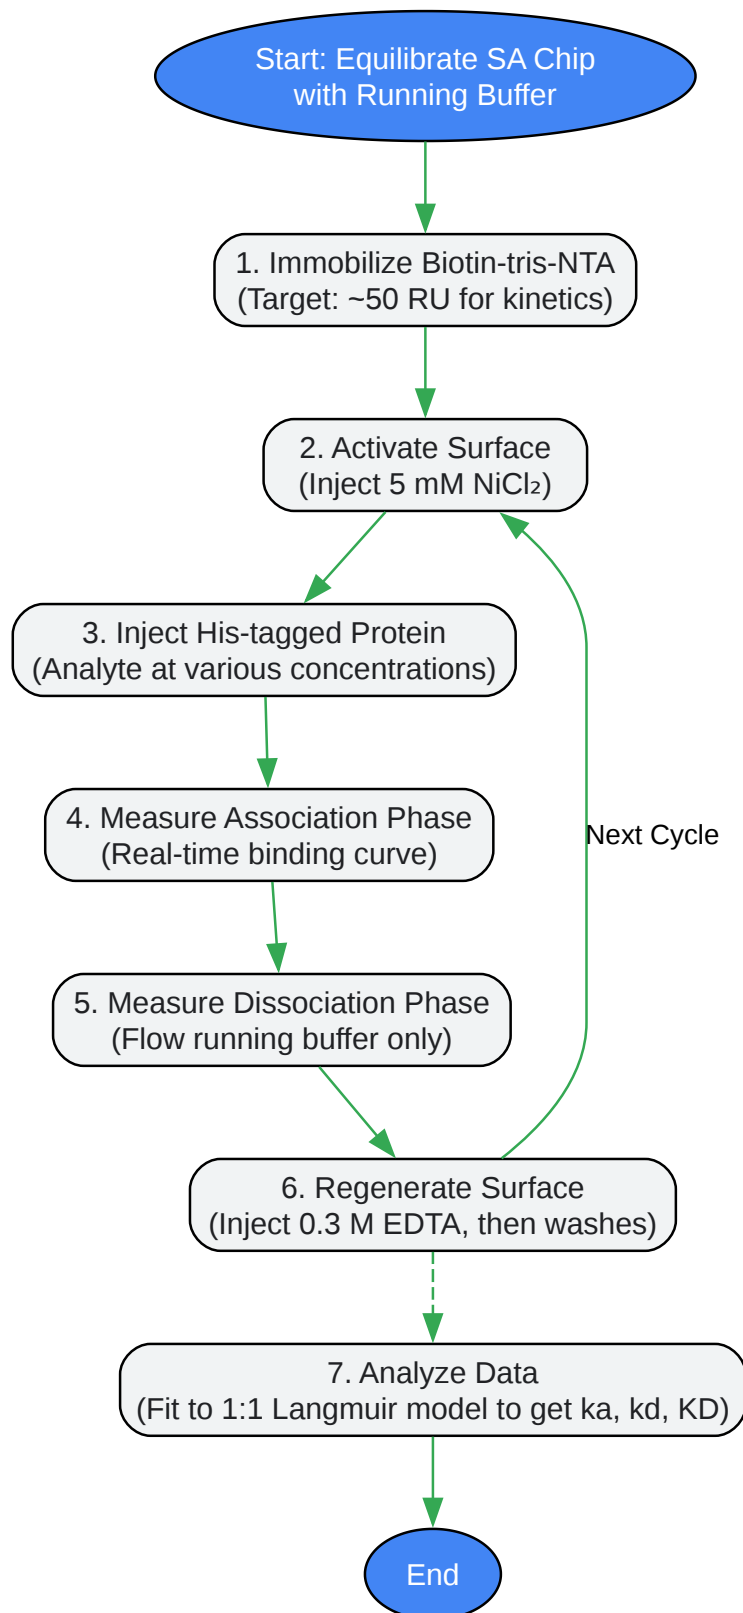 Start: Equilibrate SA Chip
with Running Buffer
1. Immobilize Biotin-tris-NTA
(Target: ~50 RU for kinetics)
2. Activate Surface
(Inject 5 mM NiCl₂)
3. Inject His-tagged Protein
(Analyte at various concentrations)
4. Measure Association Phase
(Real-time binding curve)
Next Cycle
5. Measure Dissociation Phase
(Flow running buffer only)
6. Regenerate Surface
(Inject 0.3 M EDTA, then washes)
7. Analyze Data
(Fit to 1:1 Langmuir model to get ka, kd, KD)
End